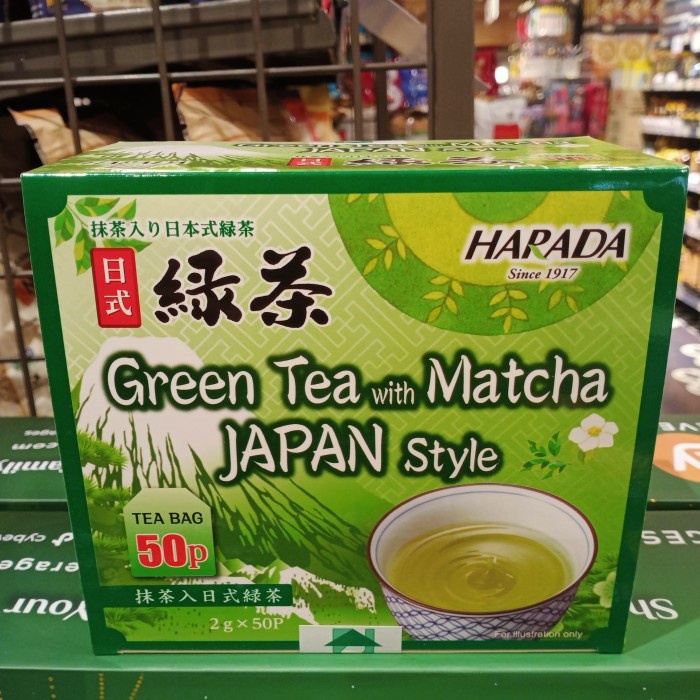 抹茶入り日本式緑茶
日式
緑茶
HARADA
Since 1917
Green Tea with Matcha
JAPAN Style
TEA BAG
50p
抹茶入日式緑茶
2g×50P
For illustration only